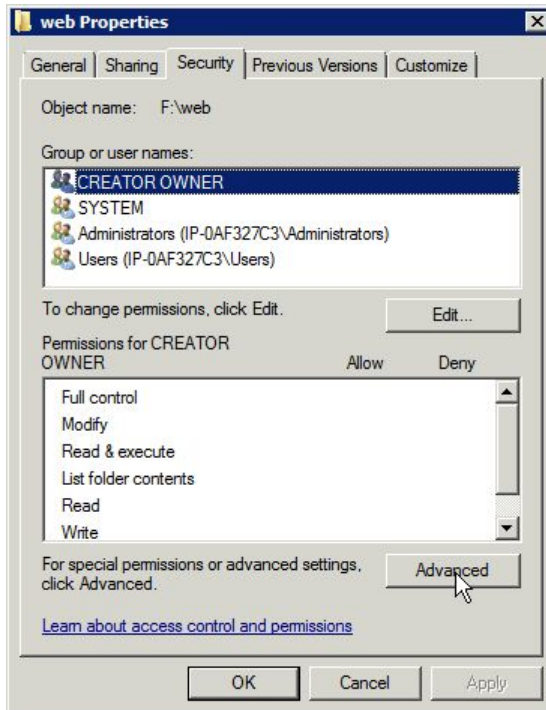 web Properties
General Sharing Security Previous Versions Customize
Object name: F:\web
Group or user names:
CREATOR OWNER
SYSTEM
Administrators (IP-0AF327C3\Administrators)
Users (IP-0AF327C3\Users)
To change permissions, click Edit.
Edit...
Permissions for CREATOR
OWNER Allow Deny
Full control
Modify
Read & execute
List folder contents
Read
Write
For special permissions or advanced settings,
click Advanced.
Advanced
Learn about access control and permissions
OK Cancel Apply